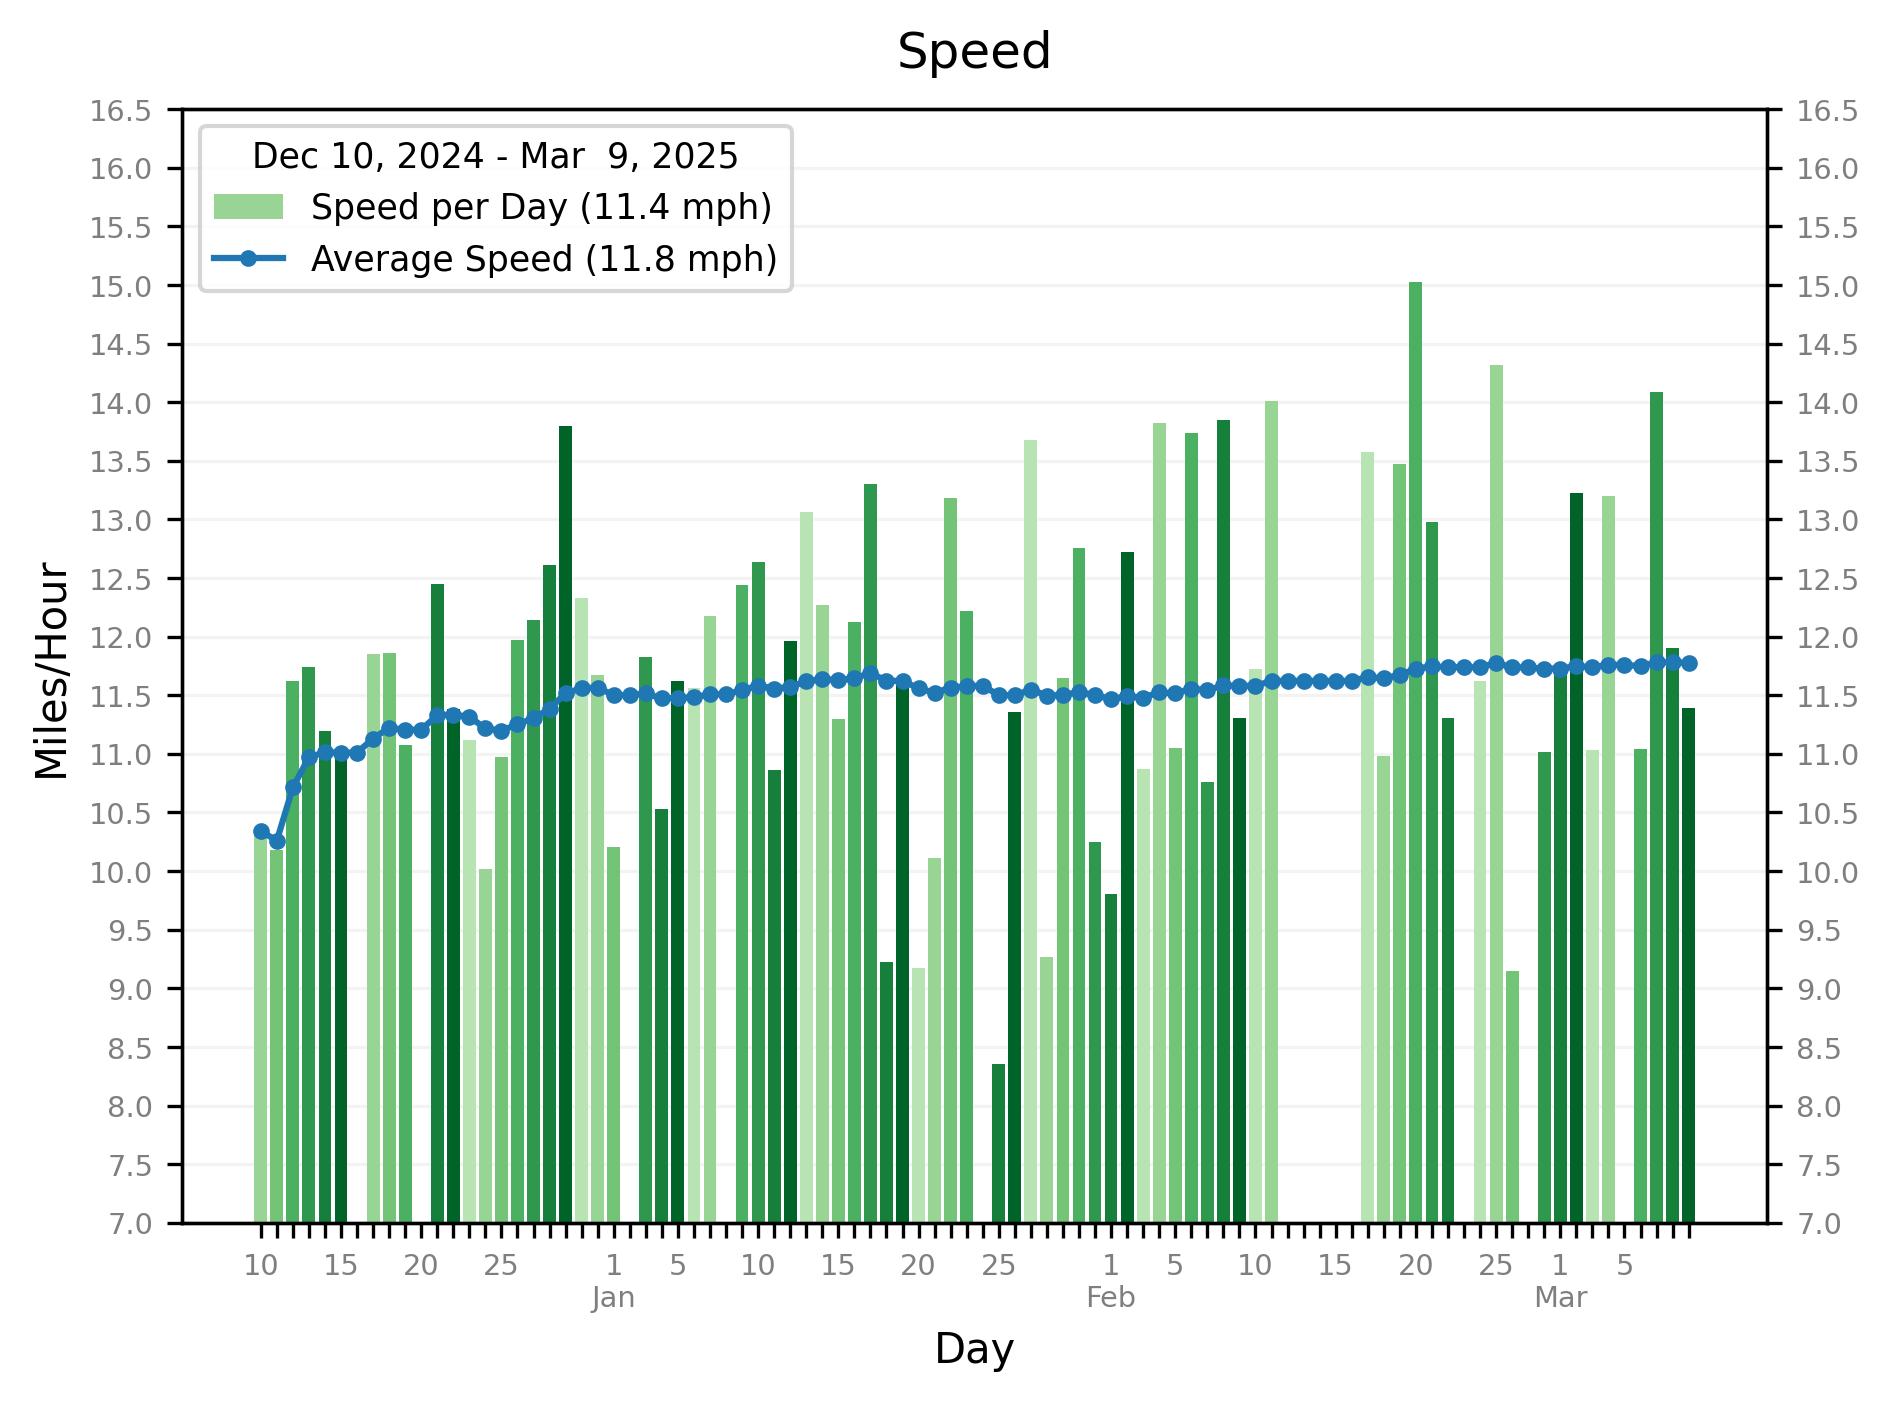 Speed
16.5 16.5
Dec 10, 2024 - Mar  9, 2025
16.0 16.0
Speed per Day (11.4 mph)
15.5 15.5
Average Speed (11.8 mph)
15.0 15.0
14.5 14.5
14.0 14.0
13.5 13.5
13.0 13.0
12.5 12.5
12.0 12.0
11.5 11.5
11.0 11.0
10.5 10.5
10.0 10.0
9.5 9.5
9.0 9.0
8.5 8.5
8.0 8.0
7.5 7.5
7.0 7.0
Miles/Hour
10 15 20 25 1 5 10 15 20 25 1 5 10 15 20 25 1 5
Jan Feb Mar
Day